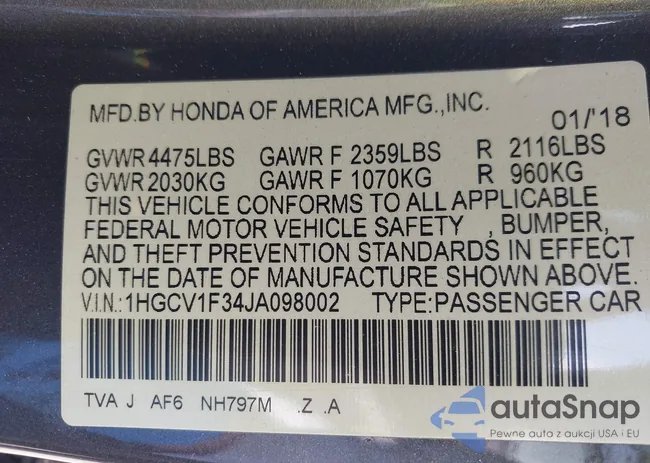 MFD.BY HONDA OF AMERICA MFG.,INC.
01/'18
GVWR 4475LBS GAWR F 2359LBS R 2116LBS
GVWR 2030KG GAWR F 1070KG R 960KG
THIS VEHICLE CONFORMS TO ALL APPLICABLE
FEDERAL MOTOR VEHICLE SAFETY , BUMPER,
AND THEFT PREVENTION STANDARDS IN EFFECT
ON THE DATE OF MANUFACTURE SHOWN ABOVE.
V.I.N.:1HGCV1F34JA098002 TYPE:PASSENGER CAR
TVA J AF6 NH797M .Z .A
autaSnap
Pewne auta z aukcji USA i EU